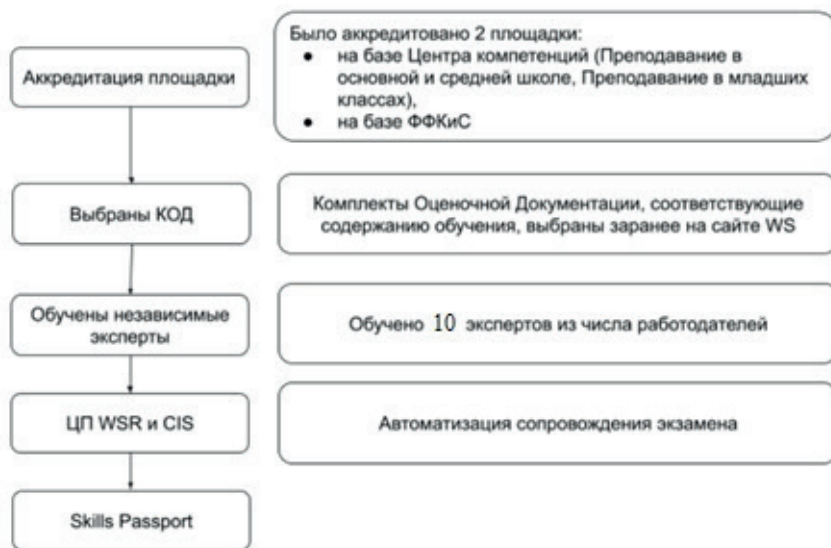 Аккредитация площадки
Было аккредитовано 2 площадки:
● на базе Центра компетенций (Преподавание в
основной и средней школе, Преподавание в младших
классах),
● на базе ФФКиС
Выбраны КОД
Комплекты Оценочной Документации, соответствующие
содержанию обучения, выбраны заранее на сайте WS
Обучены независимые
эксперты
Обучено 10 экспертов из числа работодателей
ЦП WSR и CIS
Автоматизация сопровождения экзамена
Skills Passport